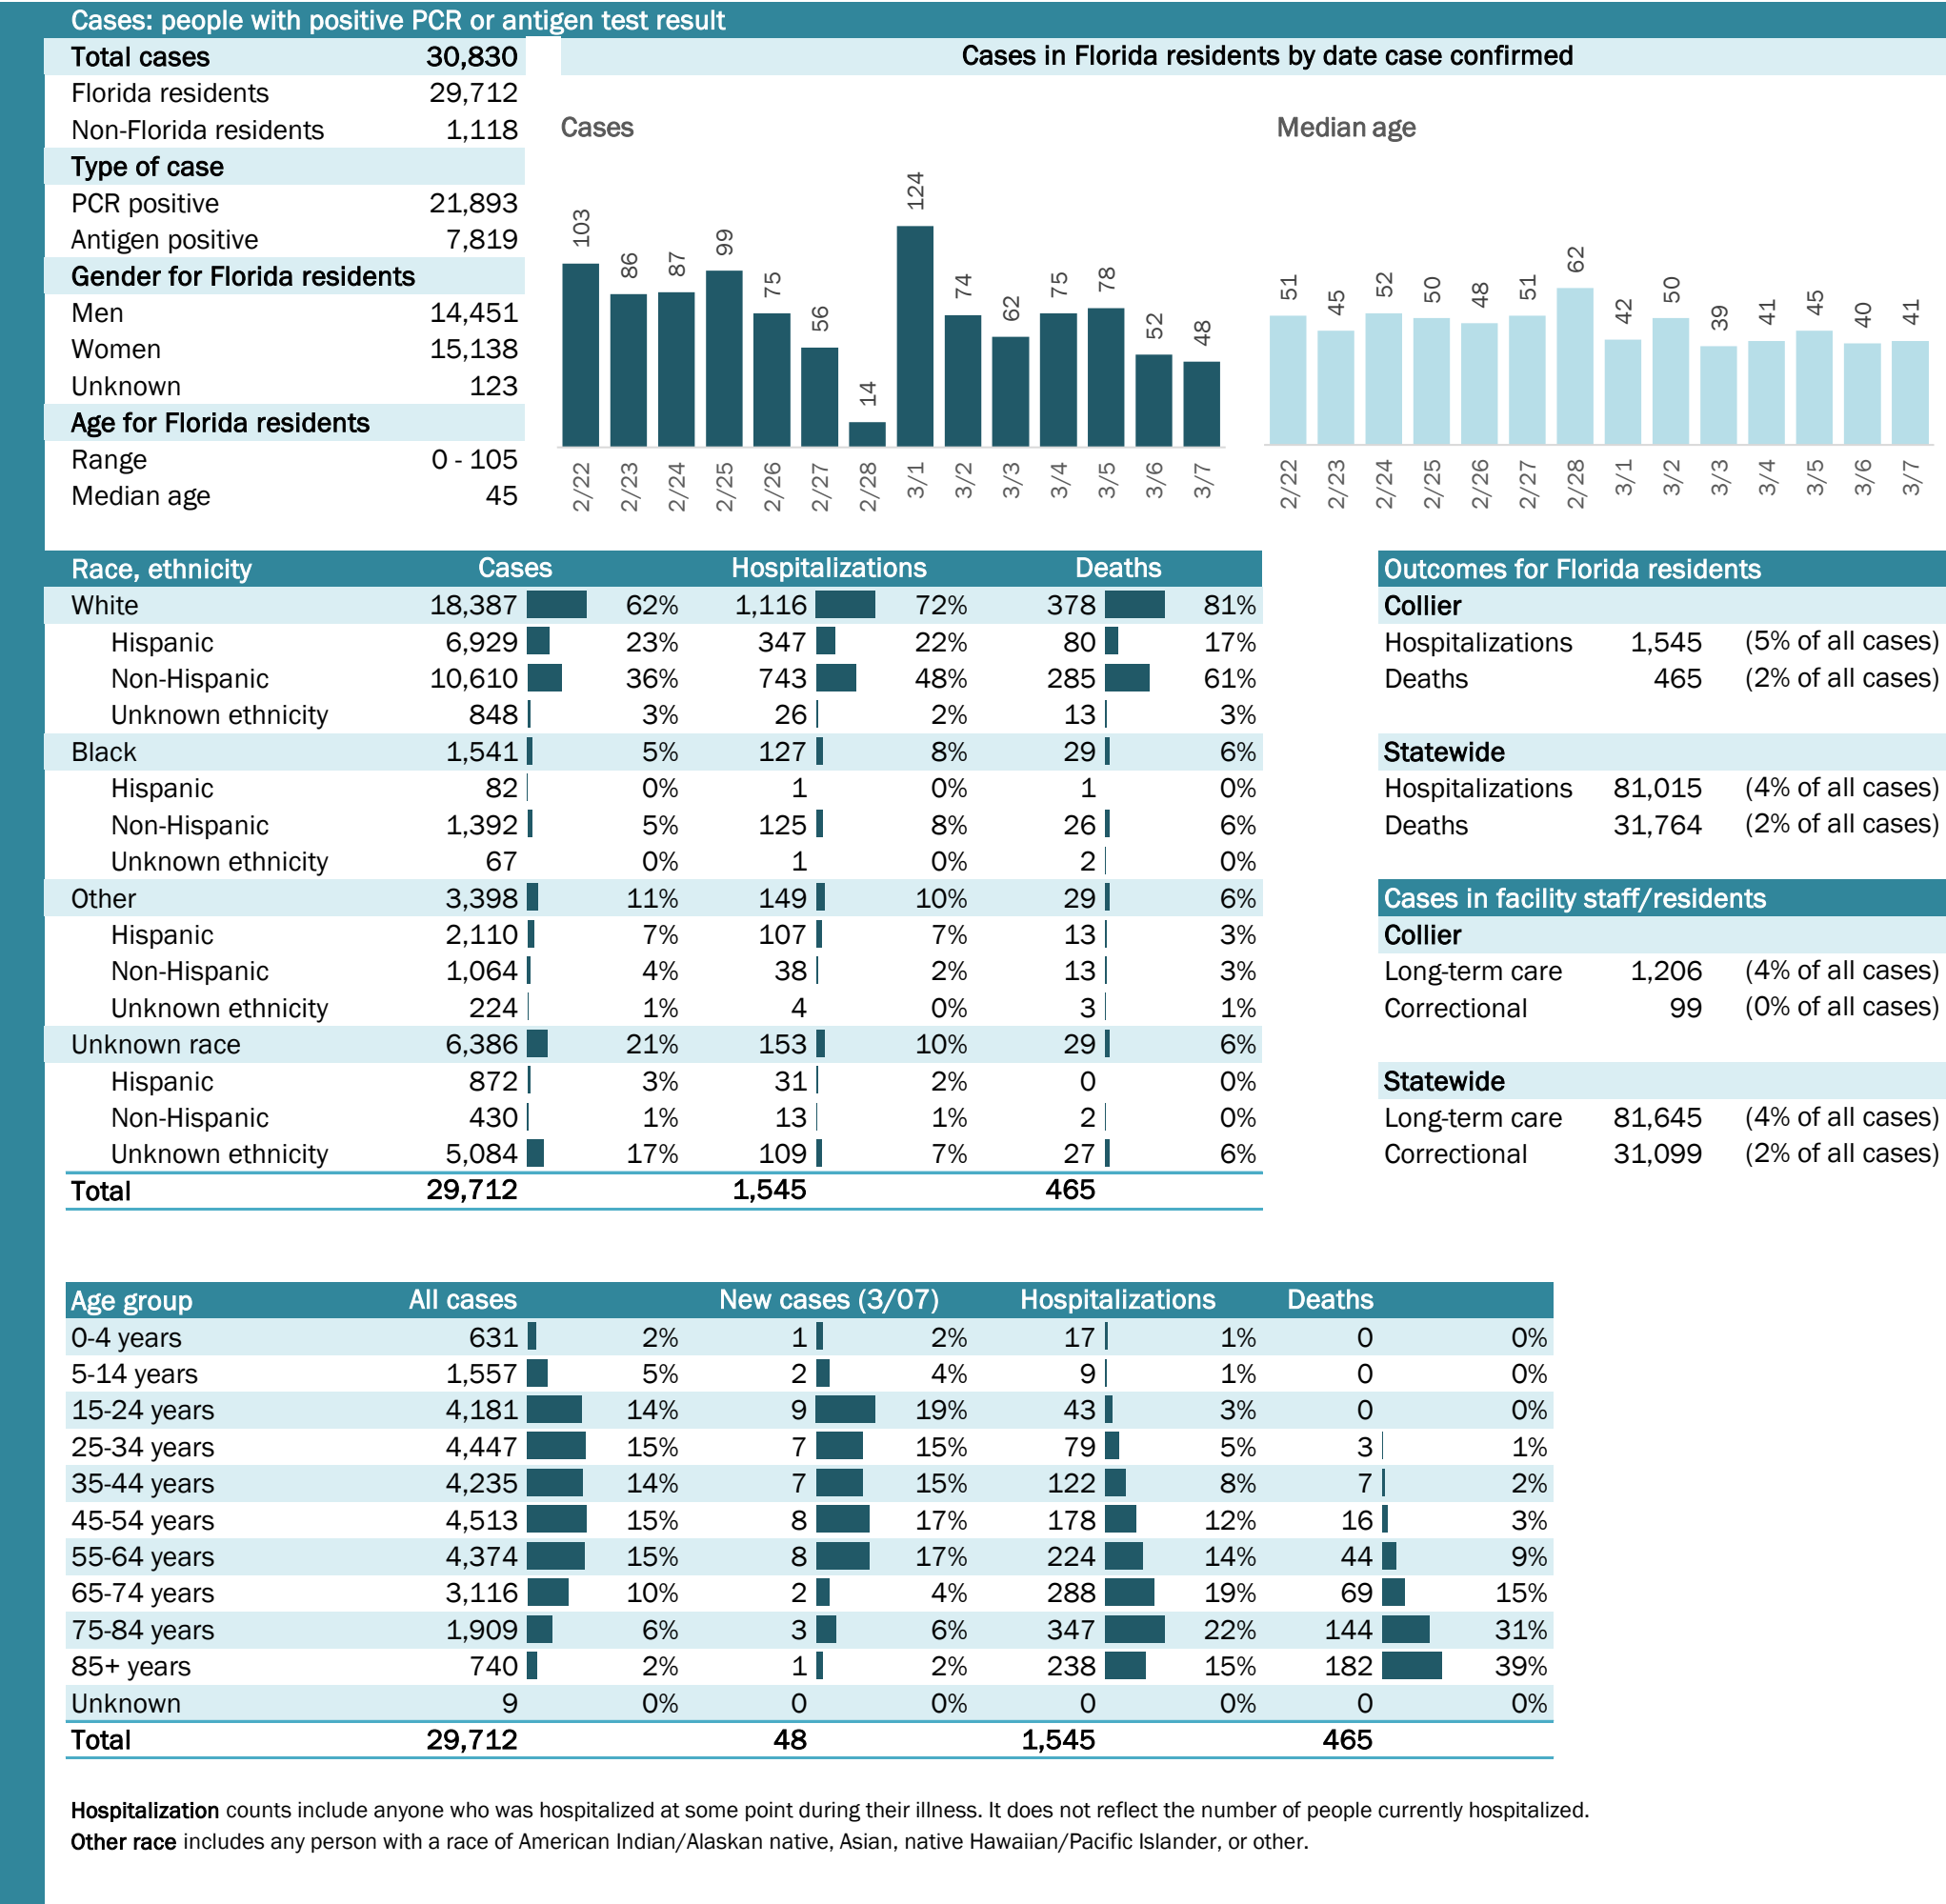 Cases: people with positive PCR or antigen test result
Total cases 30,830
Florida residents 29,712
Non-Florida residents 1,118
Type of case
PCR positive 21,893
Antigen positive 7,819
Gender for Florida residents
Men 14,451
Women 15,138
Unknown 123
Age for Florida residents
Range 0 - 105
Median age 45
Cases in Florida residents by date case confirmed
Cases
103 86 87 99 75 56 14 124 74 62 75 78 52 48
2/22 2/23 2/24 2/25 2/26 2/27 2/28 3/1 3/2 3/3 3/4 3/5 3/6 3/7
Median age
51 45 52 50 48 51 62 42 50 39 41 45 40 41
2/22 2/23 2/24 2/25 2/26 2/27 2/28 3/1 3/2 3/3 3/4 3/5 3/6 3/7
Race, ethnicity Cases Hospitalizations Deaths
White 18,387 62% 1,116 72% 378 81%
Hispanic 6,929 23% 347 22% 80 17%
Non-Hispanic 10,610 36% 743 48% 285 61%
Unknown ethnicity 848 3% 26 2% 13 3%
Black 1,541 5% 127 8% 29 6%
Hispanic 82 0% 1 0% 1 0%
Non-Hispanic 1,392 5% 125 8% 26 6%
Unknown ethnicity 67 0% 1 0% 2 0%
Other 3,398 11% 149 10% 29 6%
Hispanic 2,110 7% 107 7% 13 3%
Non-Hispanic 1,064 4% 38 2% 13 3%
Unknown ethnicity 224 1% 4 0% 3 1%
Unknown race 6,386 21% 153 10% 29 6%
Hispanic 872 3% 31 2% 0 0%
Non-Hispanic 430 1% 13 1% 2 0%
Unknown ethnicity 5,084 17% 109 7% 27 6%
Total 29,712 1,545 465
Outcomes for Florida residents
Collier
Hospitalizations 1,545 (5% of all cases)
Deaths 465 (2% of all cases)
Statewide
Hospitalizations 81,015 (4% of all cases)
Deaths 31,764 (2% of all cases)
Cases in facility staff/residents
Collier
Long-term care 1,206 (4% of all cases)
Correctional 99 (0% of all cases)
Statewide
Long-term care 81,645 (4% of all cases)
Correctional 31,099 (2% of all cases)
Age group All cases New cases (3/07) Hospitalizations Deaths
0-4 years 631 2% 1 2% 17 1% 0 0%
5-14 years 1,557 5% 2 4% 9 1% 0 0%
15-24 years 4,181 14% 9 19% 43 3% 0 0%
25-34 years 4,447 15% 7 15% 79 5% 3 1%
35-44 years 4,235 14% 7 15% 122 8% 7 2%
45-54 years 4,513 15% 8 17% 178 12% 16 3%
55-64 years 4,374 15% 8 17% 224 14% 44 9%
65-74 years 3,116 10% 2 4% 288 19% 69 15%
75-84 years 1,909 6% 3 6% 347 22% 144 31%
85+ years 740 2% 1 2% 238 15% 182 39%
Unknown 9 0% 0 0% 0 0% 0 0%
Total 29,712 48 1,545 465
Hospitalization counts include anyone who was hospitalized at some point during their illness. It does not reflect the number of people currently hospitalized.
Other race includes any person with a race of American Indian/Alaskan native, Asian, native Hawaiian/Pacific Islander, or other.